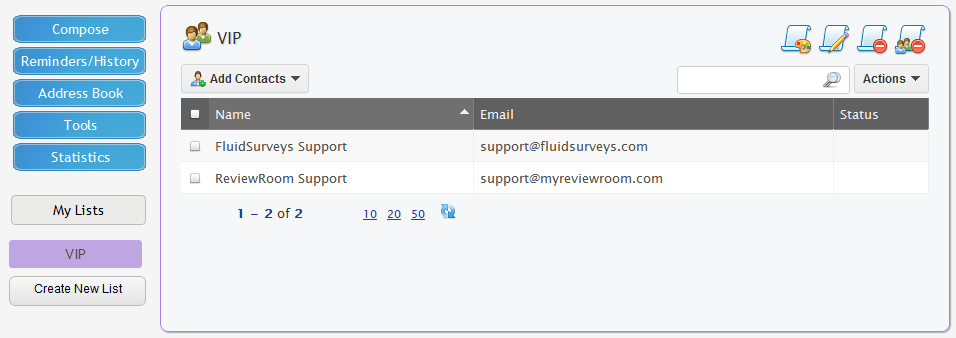 Compose
Reminders/History
Address Book
Tools
Statistics
My Lists
VIP
Create New List
VIP
Add Contacts
Actions
Name Email Status
FluidSurveys Support support@fluidsurveys.com
ReviewRoom Support support@myreviewroom.com
1 – 2 of 2 10 20 50